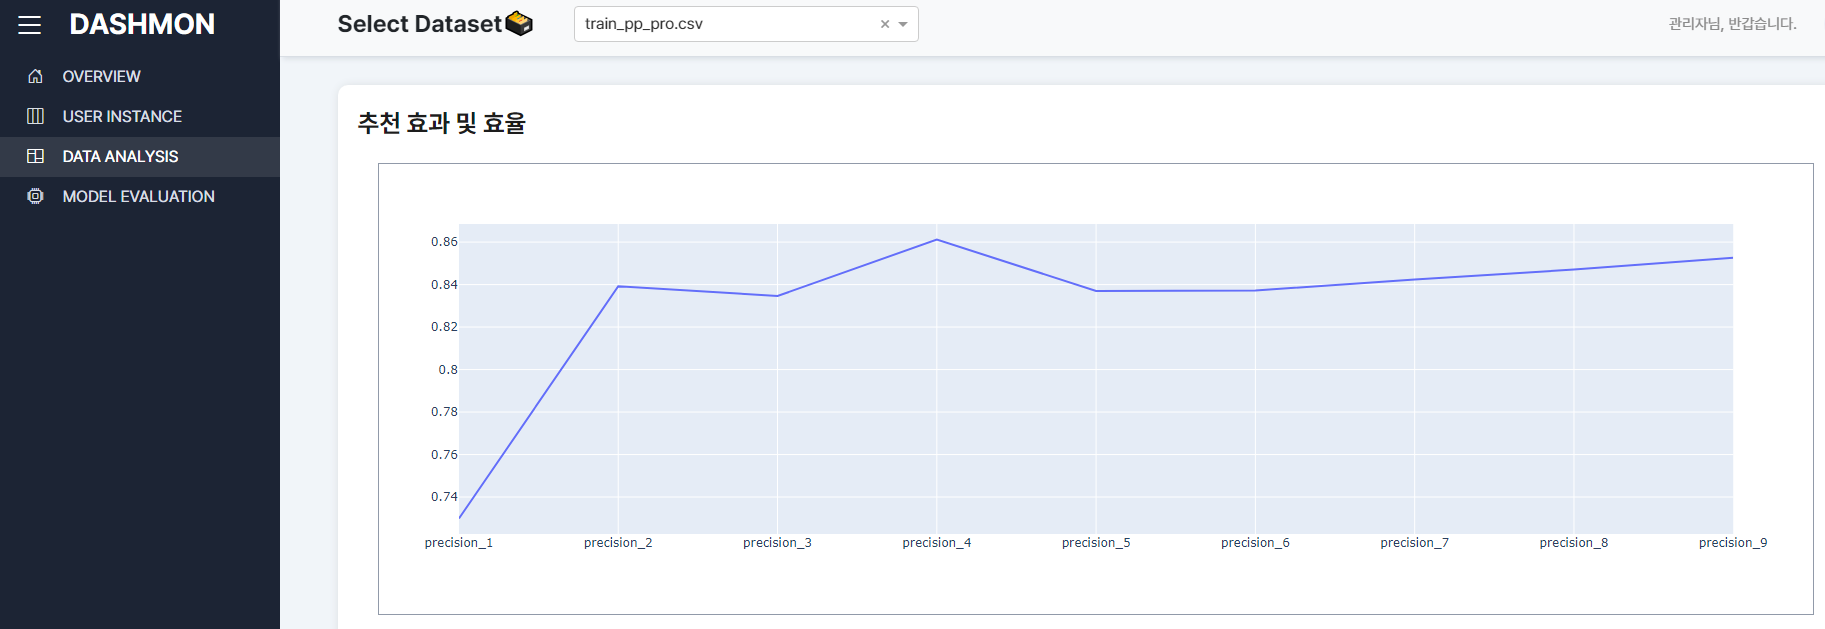 DASHMON
OVERVIEW
USER INSTANCE
DATA ANALYSIS
MODEL EVALUATION
Select Dataset
train_pp_pro.csv
관리자님, 반갑습니다.
추천 효과 및 효율
0.86
0.84
0.82
0.8
0.78
0.76
0.74
precision_1 precision_2 precision_3 precision_4 precision_5 precision_6 precision_7 precision_8 precision_9